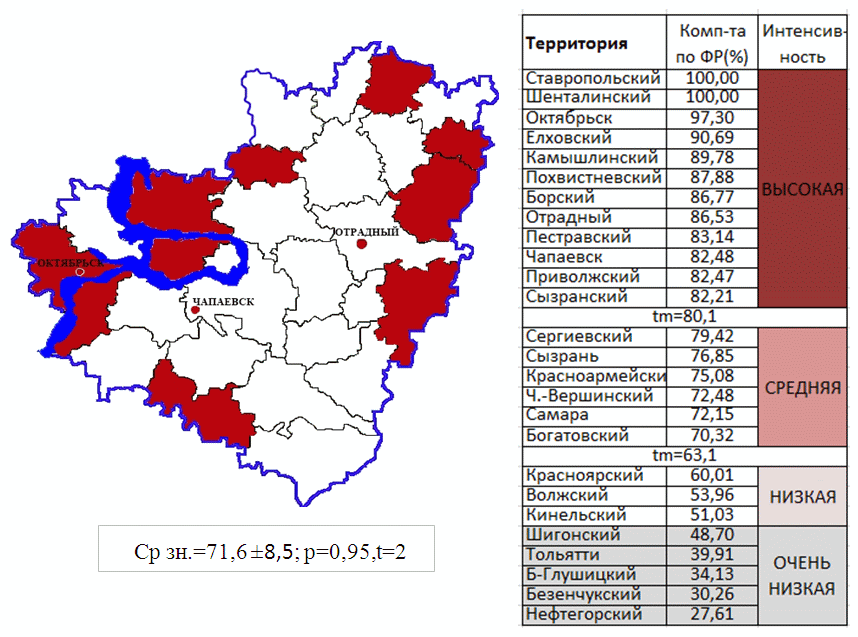 ОТРАДНЫЙ
ОКТЯБРЬСК
ЧАПАЕВСК
Ср зн.=71,6±8,5; p=0,95,t=2
Территория Комп-та по ФР(%) Интенсив-ность
Ставропольский 100,00
Шенталинский 100,00
Октябрьск 97,30
Елховский 90,69
Камышлинский 89,78
Похвистневский 87,88
Борский 86,77
ВЫСОКАЯ
Отрадный 86,53
Пестравский 83,14
Чапаевск 82,48
Приволжский 82,47
Сызранский 82,21
tm=80,1
Сергиевский 79,42
Сызрань 76,85
Красноармейски 75,08
СРЕДНЯЯ
Ч.-Вершинский 72,48
Самара 72,15
Богатовский 70,32
tm=63,1
Красноярский 60,01
Волжский 53,96
НИЗКАЯ
Кинельский 51,03
Шигонский 48,70
Тольятти 39,91
ОЧЕНЬ
Б-Глушицкий 34,13
НИЗКАЯ
Безенчукский 30,26
Нефтегорский 27,61